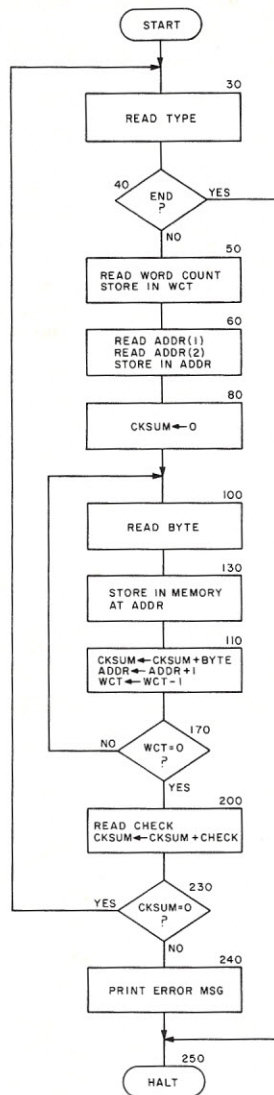 START
30
READ TYPE
40
END
?
YES
NO
50
READ WORD COUNT
STORE IN WCT
60
READ ADDR(1)
READ ADDR(2)
STORE IN ADDR
80
CKSUM←0
100
READ BYTE
130
STORE IN MEMORY
AT ADDR
110
CKSUM←CKSUM+BYTE
ADDR←ADDR+1
WCT←WCT-1
170
NO
WCT=0
?
YES
200
READ CHECK
CKSUM←CKSUM+CHECK
230
YES
CKSUM=0
?
NO
240
PRINT ERROR MSG
250
HALT